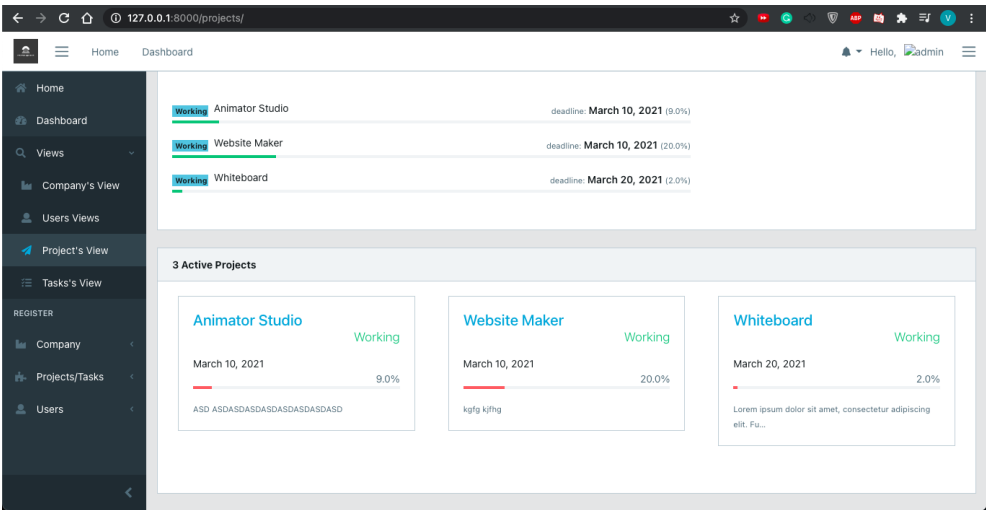 127.0.0.1:8000/projects/
ABP
V
Home Dashboard
Hello, admin
Home
Dashboard
Views
Company's View
Users Views
Project's View
Tasks's View
REGISTER
Company
Projects/Tasks
Users
Working Animator Studio deadline: March 10, 2021 (9.0%)
Working Website Maker deadline: March 10, 2021 (20.0%)
Working Whiteboard deadline: March 20, 2021 (2.0%)
3 Active Projects
Animator Studio
Working
March 10, 2021
9.0%
ASD ASDASDASDASDASDASDASDASD
Website Maker
Working
March 10, 2021
20.0%
kgfg kjfhg
Whiteboard
Working
March 20, 2021
2.0%
Lorem ipsum dolor sit amet, consectetur adipiscing
elit. Fu...